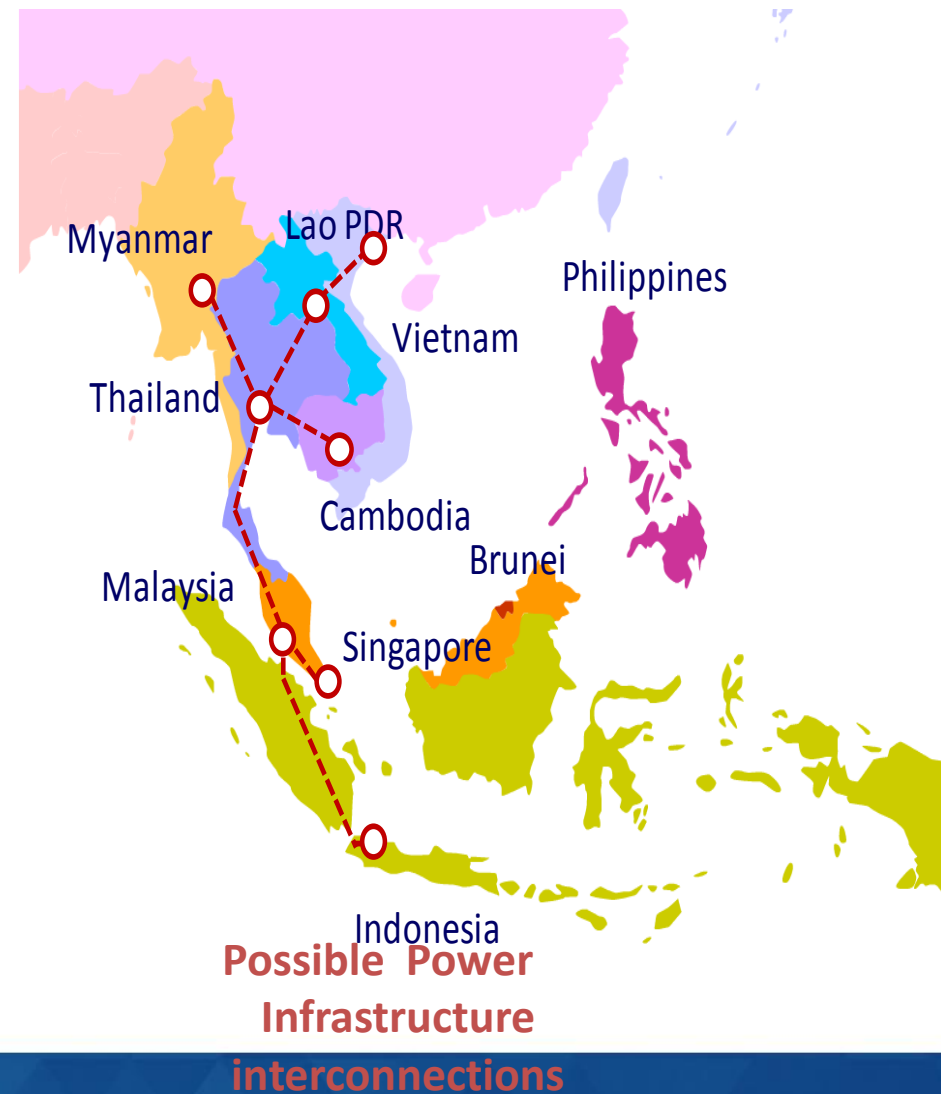 Lao PDR
Myanmar
Philippines
Vietnam
Thailand
Cambodia
Brunei
Malaysia
Singapore
Indonesia
Possible Power
Infrastructure
interconnections